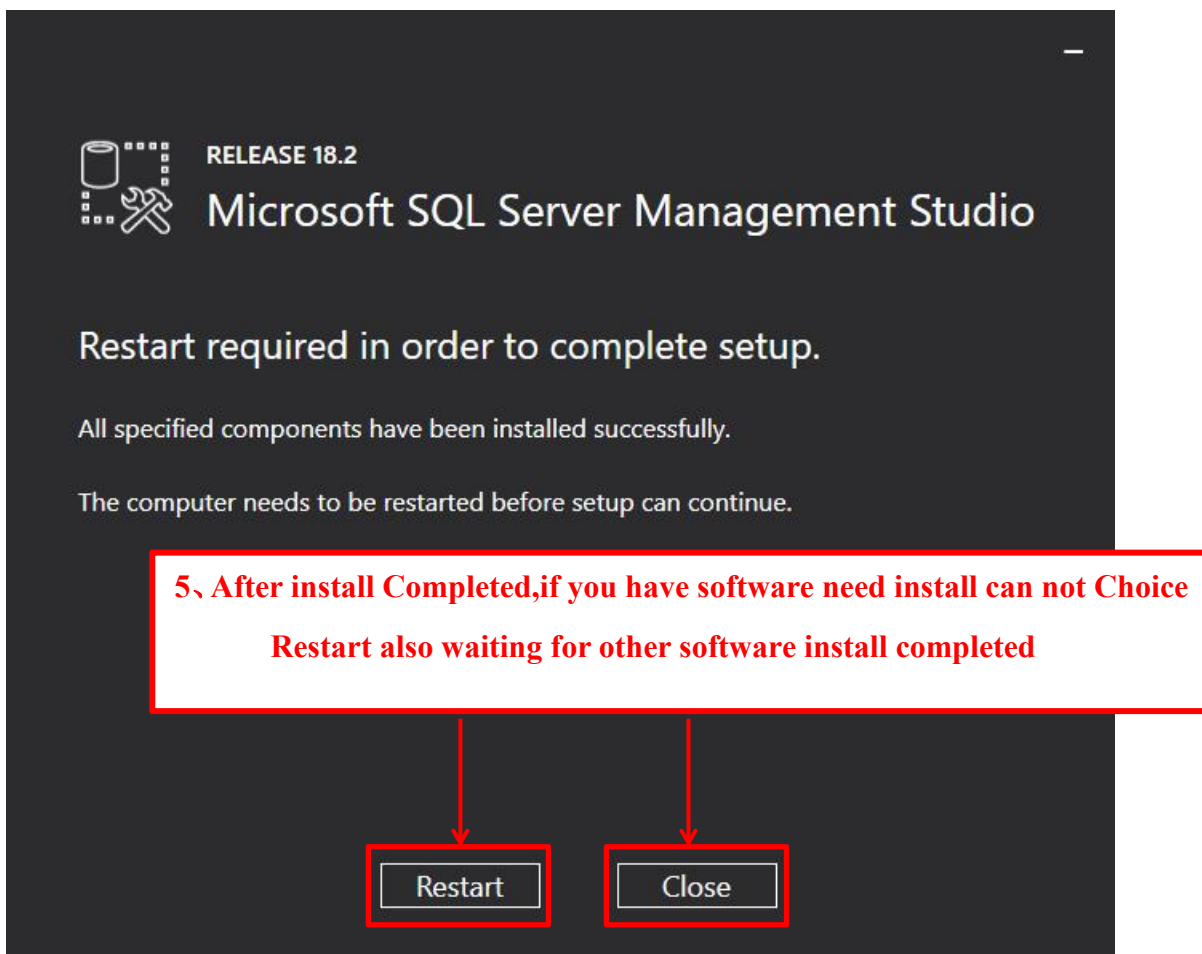 RELEASE 18.2
Microsoft SQL Server Management Studio
Restart required in order to complete setup.
All specified components have been installed successfully.
The computer needs to be restarted before setup can continue.
5、After install Completed,if you have software need install can not Choice
Restart also waiting for other software install completed
Restart
Close